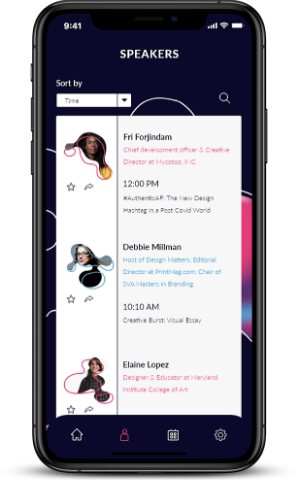 9:41
SPEAKERS
Sort by
Time
Fri Forjindam
Chief development officer & Creative
Director at Mycotoo, INC
12:00 PM
#AuthenticAF: The New Design
Hashtag in a Post Covid World
Debbie Millman
Host of Design Matters; Editorial
Director at PrintMag.com; Chair of
SVA Masters in Branding
10:10 AM
Creative Burst: Visual Essay
Elaine Lopez
Designer & Educator at Maryland
Institute College of Art